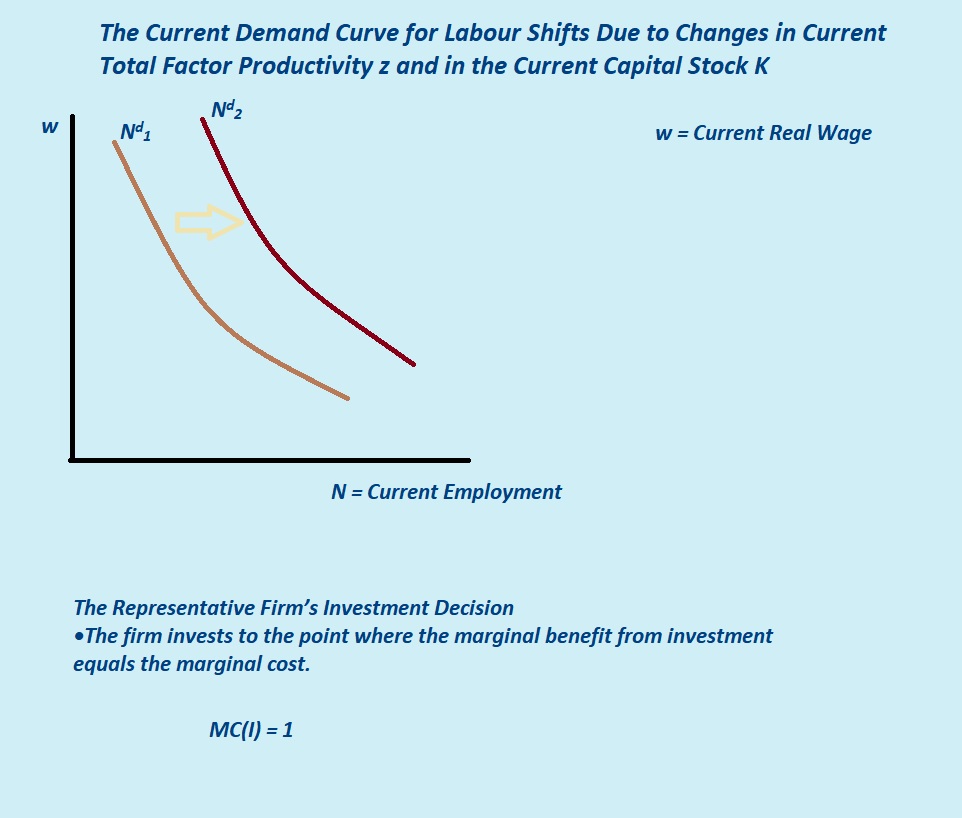 The Current Demand Curve for Labour Shifts Due to Changes in Current
Total Factor Productivity z and in the Current Capital Stock K
w
Nd1
Nd2
w = Current Real Wage
N = Current Employment
The Representative Firm’s Investment Decision
•The firm invests to the point where the marginal benefit from investment
equals the marginal cost.
MC(I) = 1